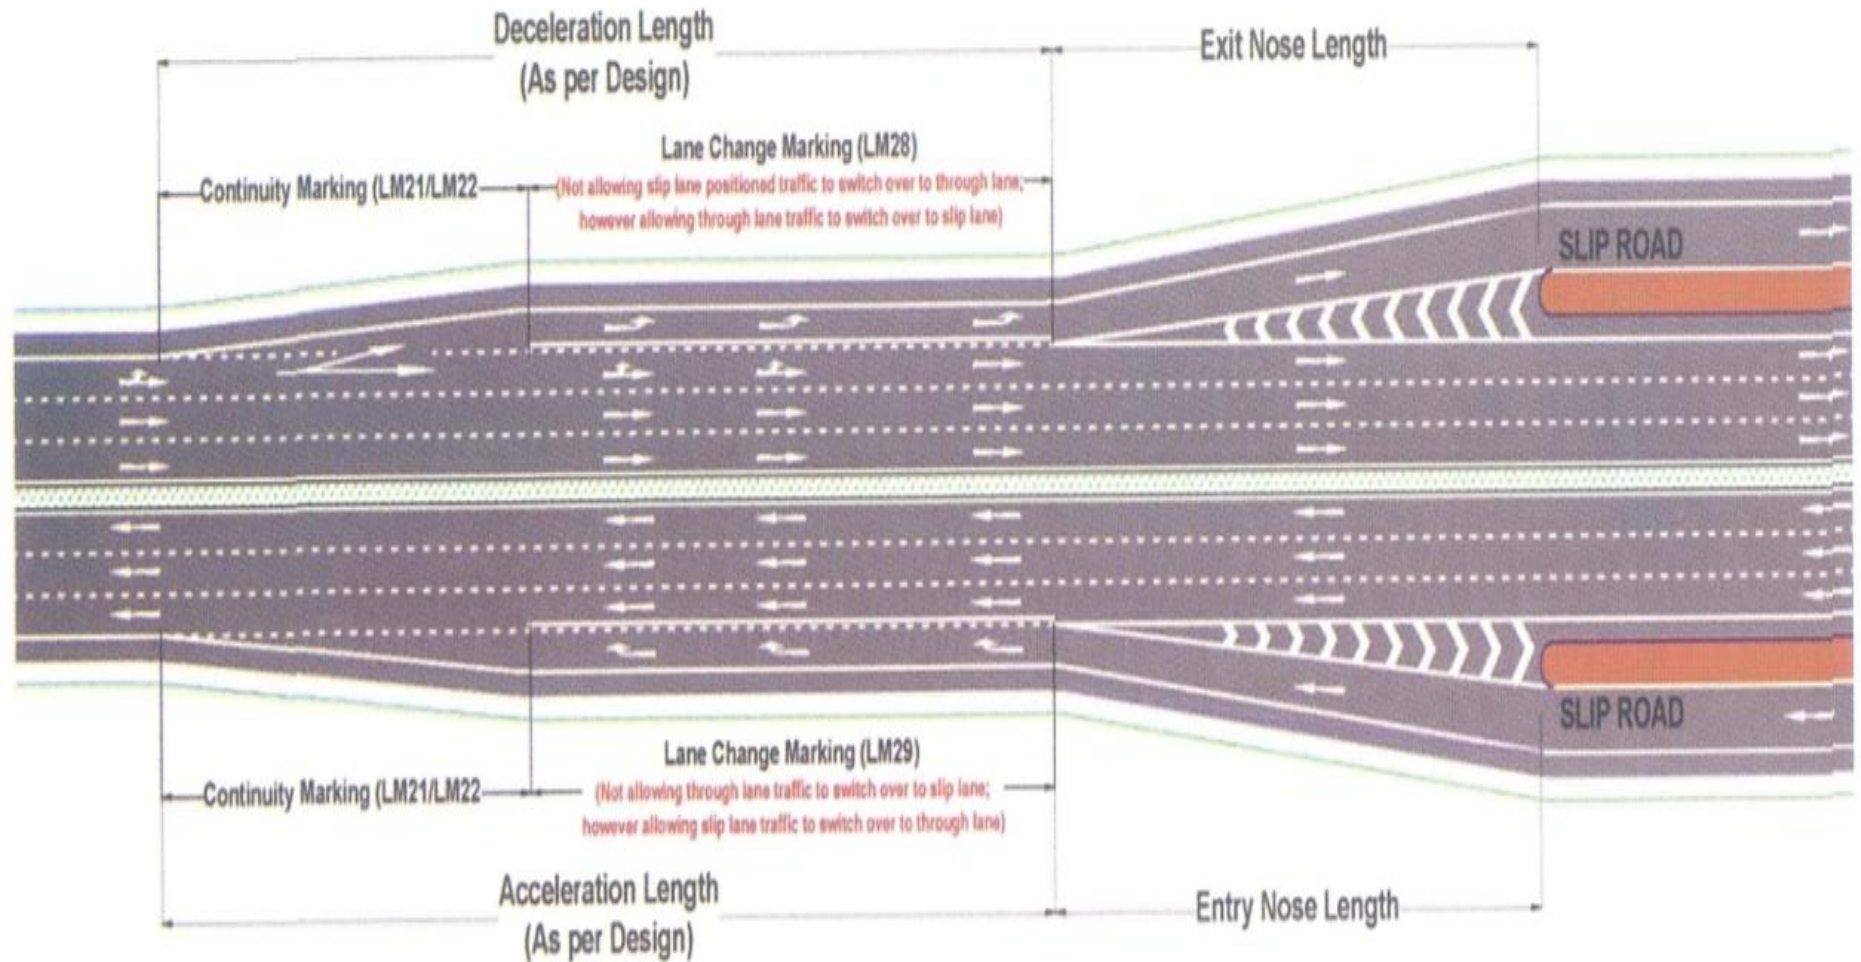 Deceleration Length
(As per Design)
Exit Nose Length
Lane Change Marking (LM28)
Continuity Marking (LM21/LM22
(Not allowing slip lane positioned traffic to switch over to through lane;
however allowing through lane traffic to switch over to slip lane)
SLIP ROAD
SLIP ROAD
Lane Change Marking (LM29)
Continuity Marking (LM21/LM22
(Not allowing through lane traffic to switch over to slip lane;
however allowing slip lane traffic to switch over to through lane)
Acceleration Length
(As per Design)
Entry Nose Length